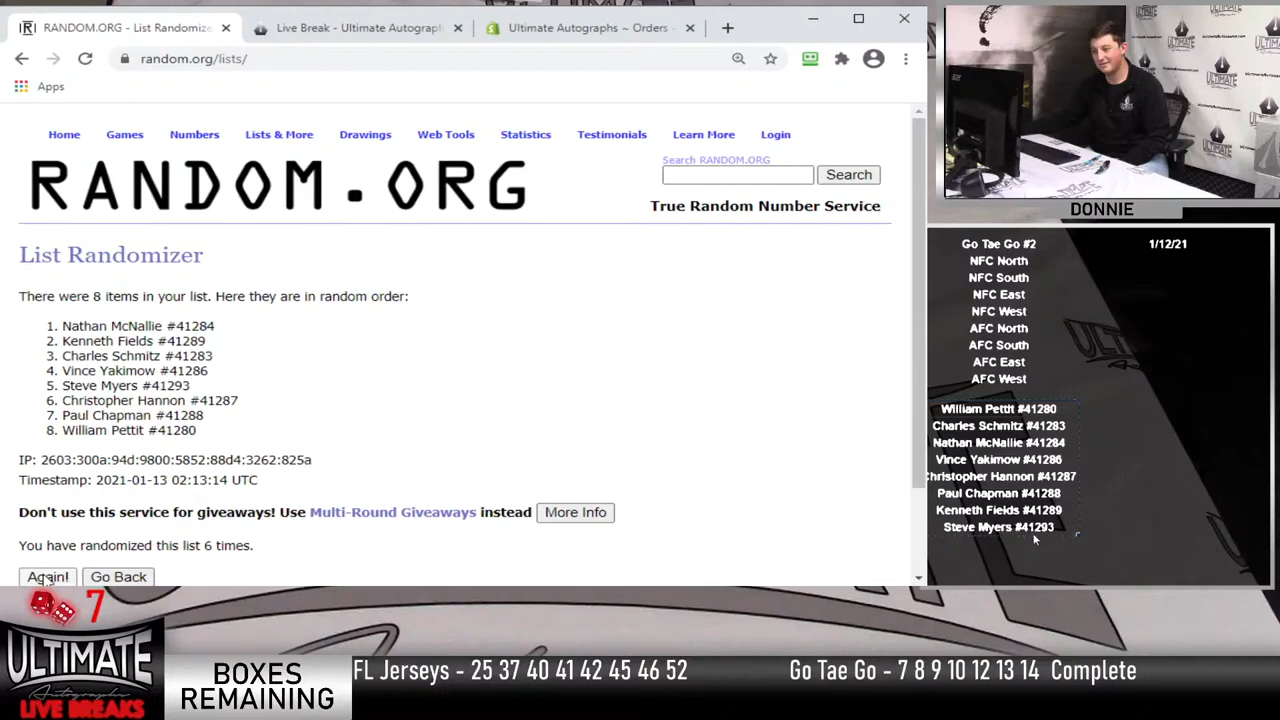 RANDOM.ORG - List Randomize
Live Break - Ultimate Autograph
Ultimate Autographs ~ Orders -
random.org/lists/
Apps
Home Games Numbers Lists & More Drawings Web Tools Statistics Testimonials Learn More Login
RANDOM.ORG
Search RANDOM.ORG
Search
True Random Number Service
List Randomizer
There were 8 items in your list. Here they are in random order:
1. Nathan McNallie #41284
2. Kenneth Fields #41289
3. Charles Schmitz #41283
4. Vince Yakimow #41286
5. Steve Myers #41293
6. Christopher Hannon #41287
7. Paul Chapman #41288
8. William Pettit #41280
IP: 2603:300a:94d:9800:5852:88d4:3262:825a
Timestamp: 2021-01-13 02:13:14 UTC
Don't use this service for giveaways! Use Multi-Round Giveaways instead
More Info
You have randomized this list 6 times.
Again! Go Back
ULTIMATE
DONNIE
Go Tae Go #2 1/12/21
NFC North
NFC South
NFC East
NFC West
AFC North
AFC South
AFC East
AFC West
William Pettit #41280
Charles Schmitz #41283
Nathan McNallie #41284
Vince Yakimow #41286
Christopher Hannon #41287
Paul Chapman #41288
Kenneth Fields #41289
Steve Myers #41293
7
ULTIMATE
Autographs
LIVE BREAKS
BOXES
REMAINING
FL Jerseys - 25 37 40 41 42 45 46 52
Go Tae Go - 7 8 9 10 12 13 14 Complete